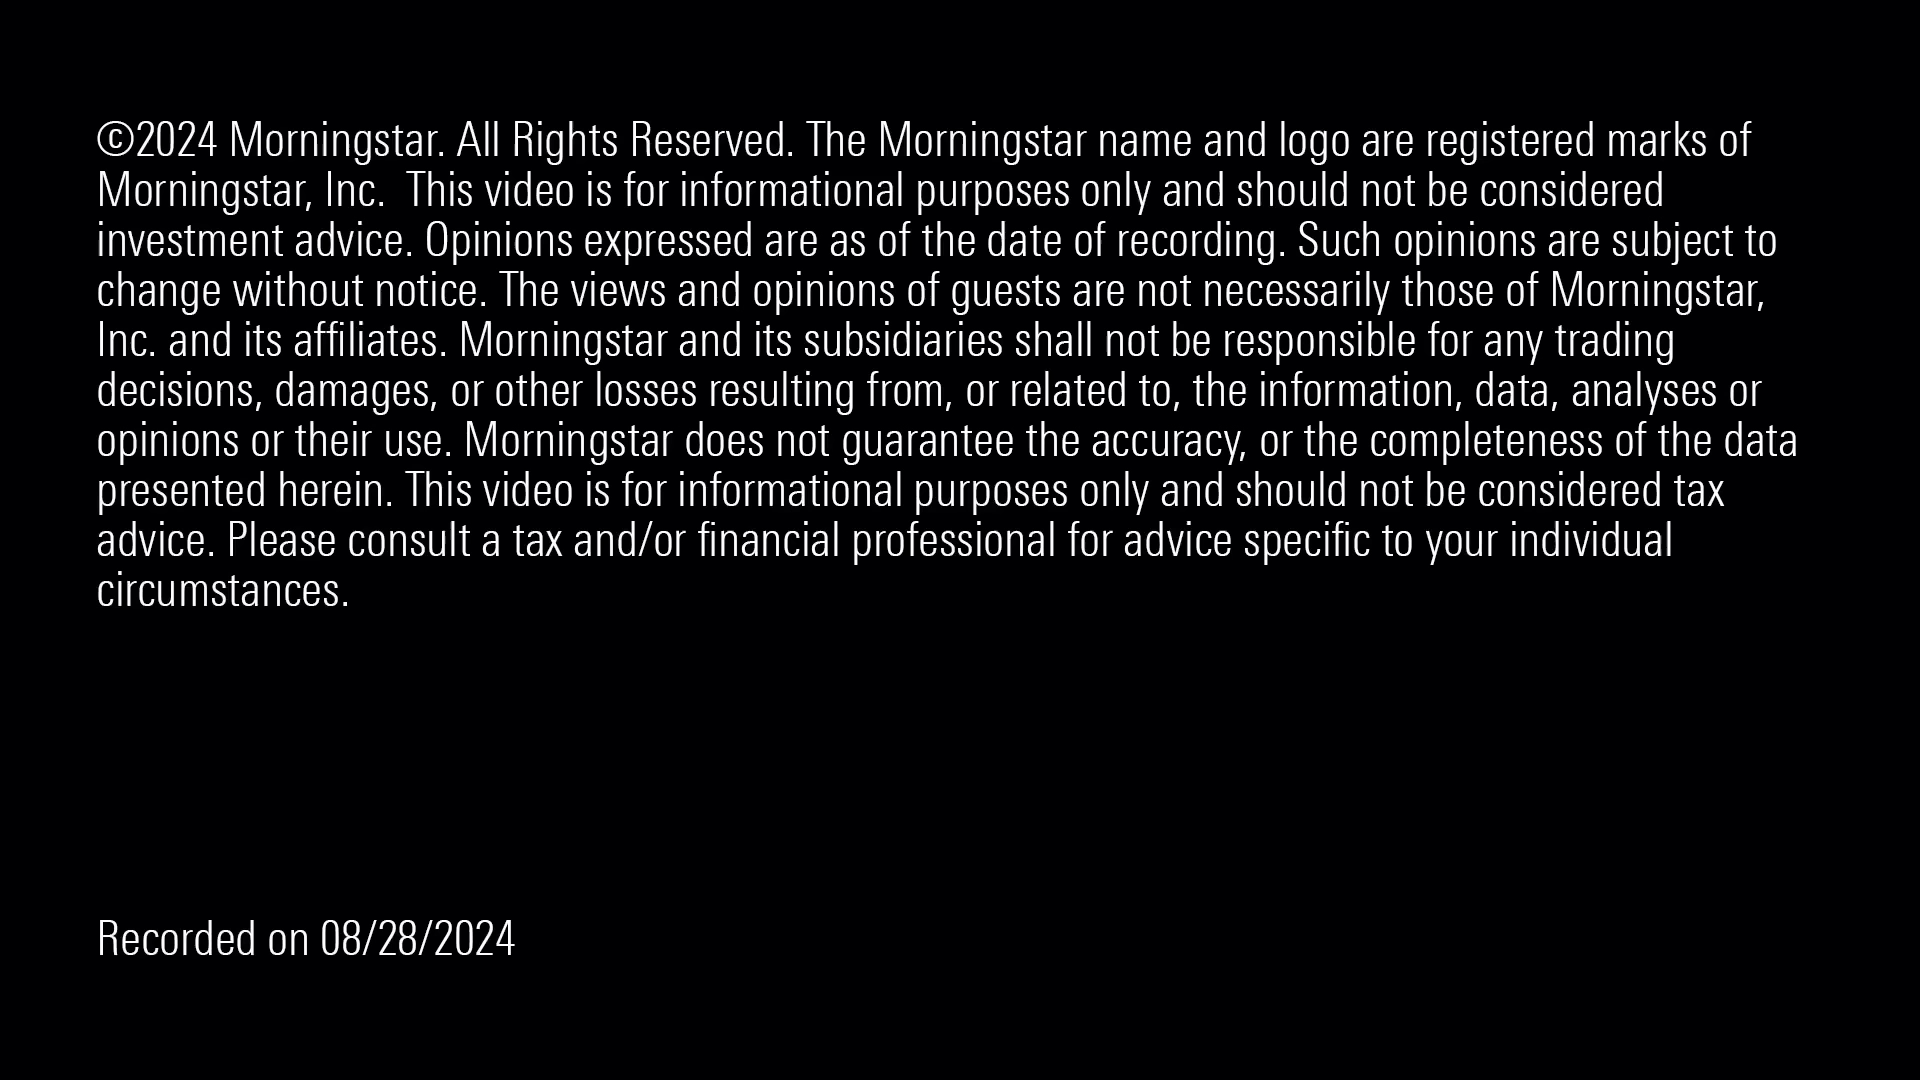 ©2024 Morningstar. All Rights Reserved. The Morningstar name and logo are registered marks of
Morningstar, Inc.  This video is for informational purposes only and should not be considered
investment advice. Opinions expressed are as of the date of recording. Such opinions are subject to
change without notice. The views and opinions of guests are not necessarily those of Morningstar,
Inc. and its affiliates. Morningstar and its subsidiaries shall not be responsible for any trading
decisions, damages, or other losses resulting from, or related to, the information, data, analyses or
opinions or their use. Morningstar does not guarantee the accuracy, or the completeness of the data
presented herein. This video is for informational purposes only and should not be considered tax
advice. Please consult a tax and/or financial professional for advice specific to your individual
circumstances.
Recorded on 08/28/2024